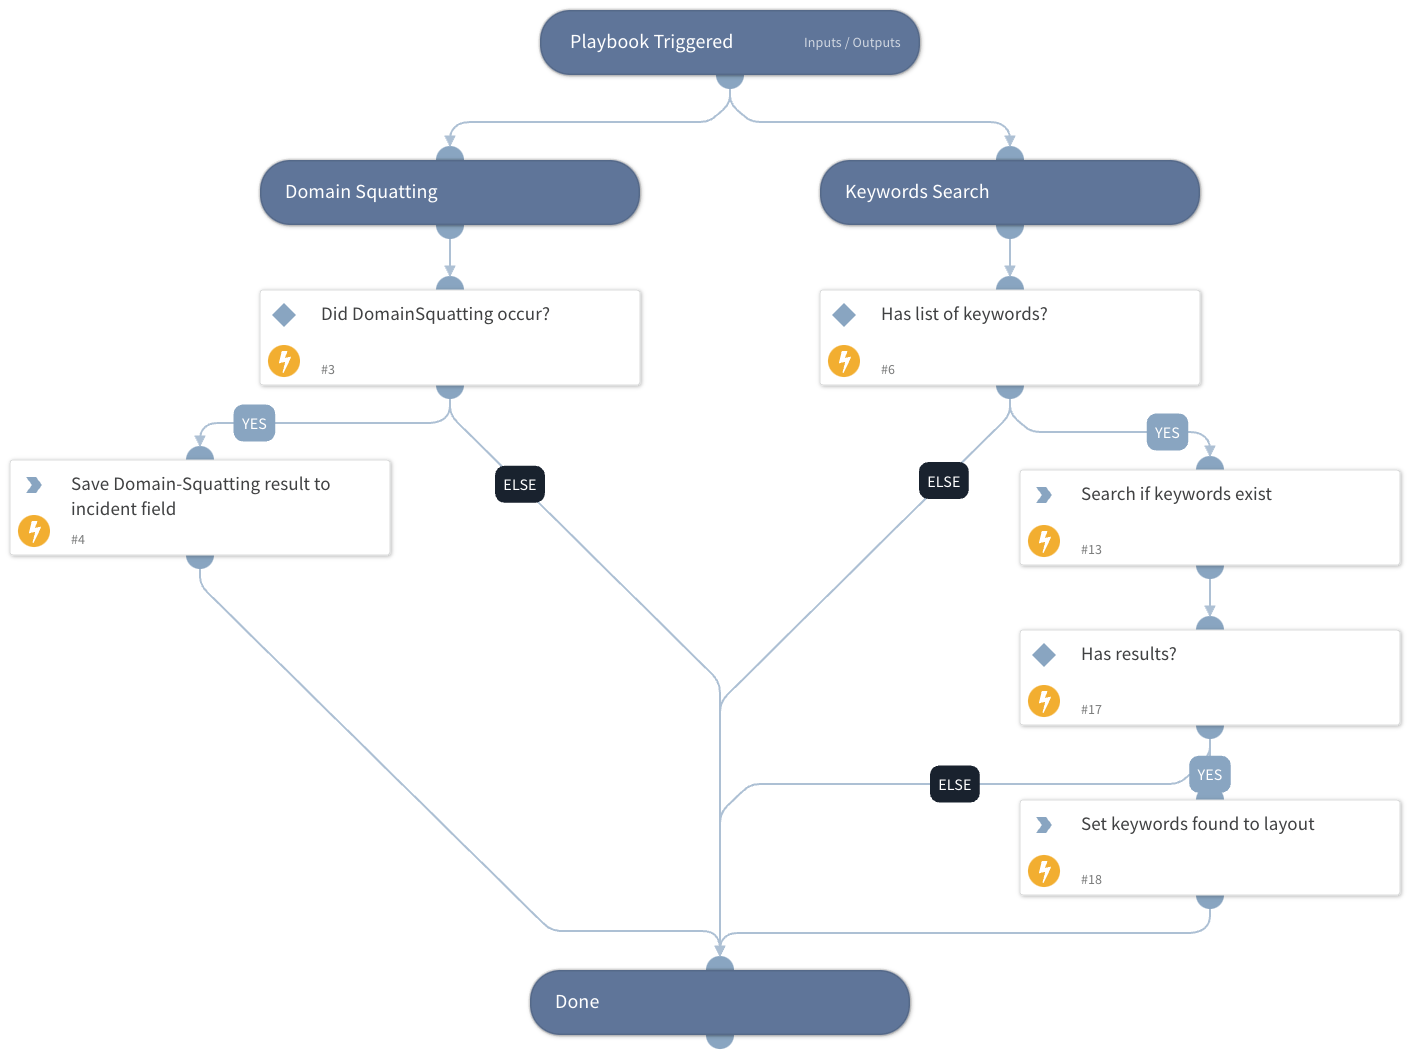 Playbook Triggered
Inputs / Outputs
Domain Squatting
Keywords Search
Did DomainSquatting occur?
#3
Has list of keywords?
#6
YES
ELSE
ELSE
YES
Save Domain-Squatting result to
incident field
#4
Search if keywords exist
#13
Has results?
#17
ELSE
YES
Set keywords found to layout
#18
Done